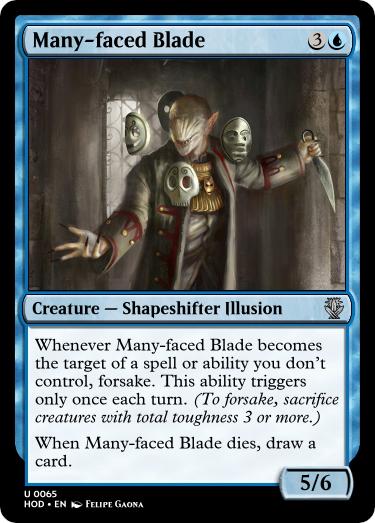 Many-faced Blade
3
Creature — Shapeshifter Illusion
Whenever Many-faced Blade becomes
the target of a spell or ability you don't
control, forsake. This ability triggers
only once each turn. (To forsake, sacrifice
creatures with total toughness 3 or more.)
When Many-faced Blade dies, draw a
card.
5/6
U 0065
HOD • EN Felipe Gaona